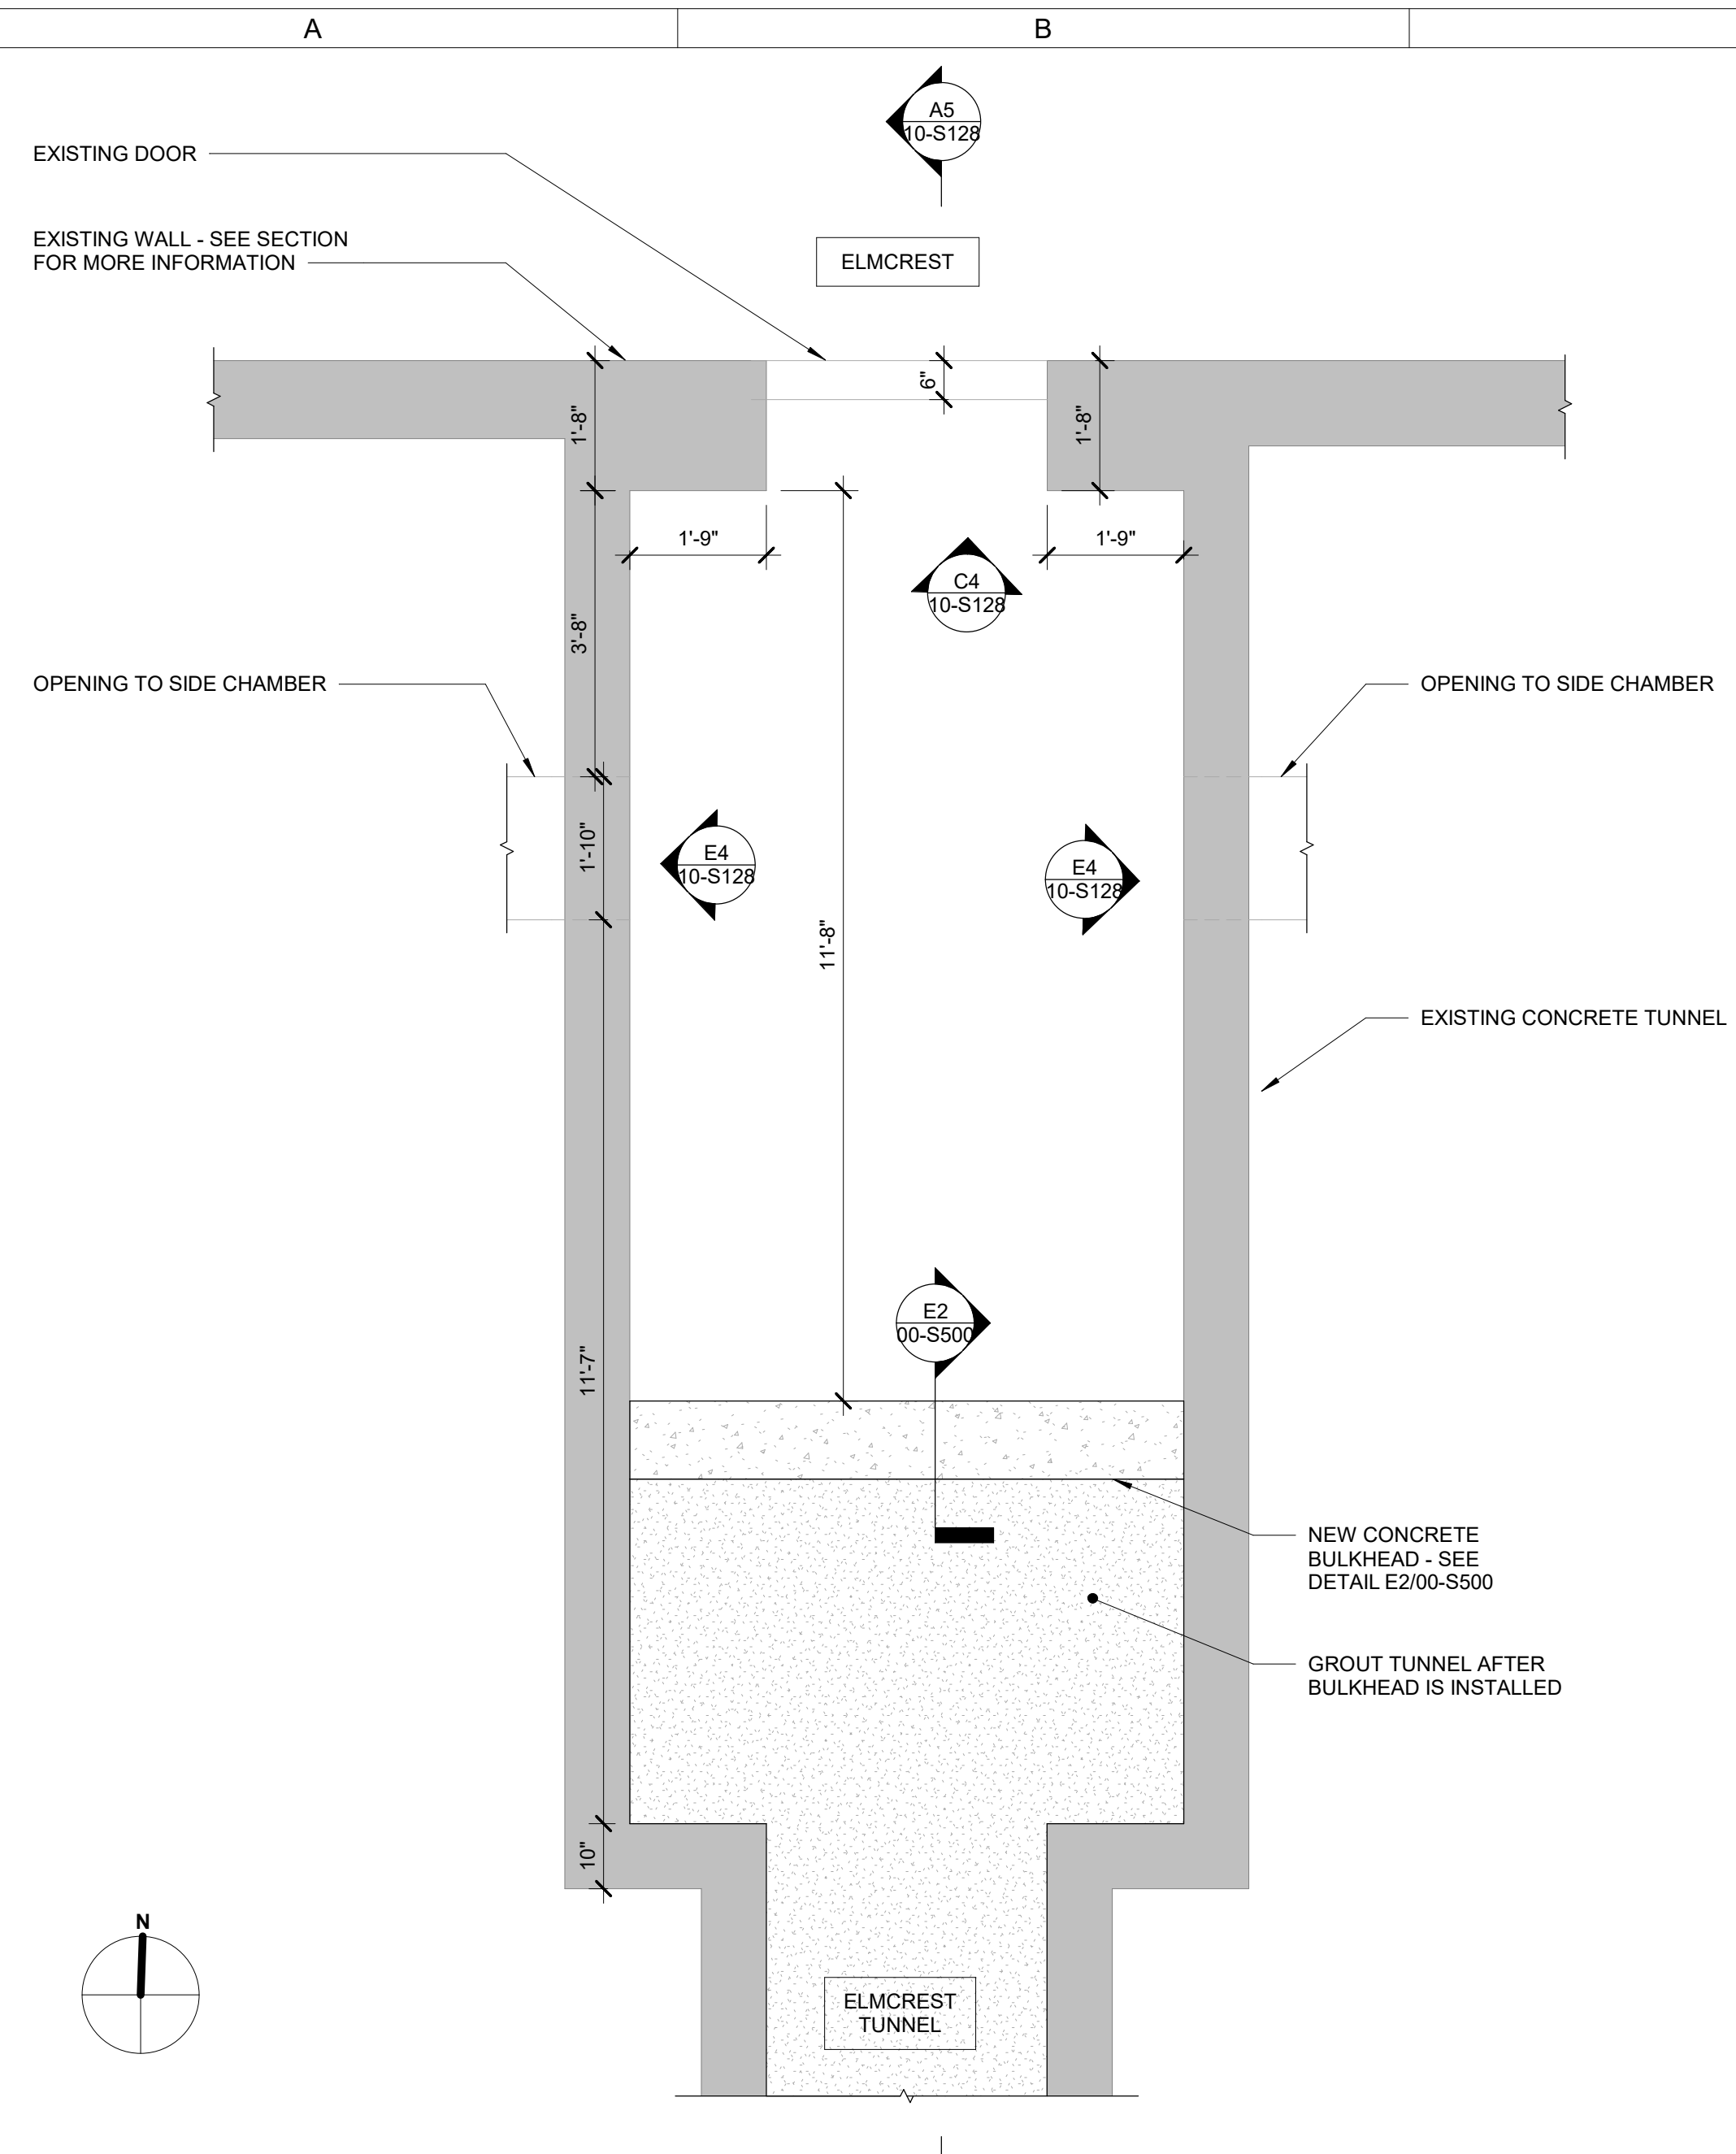 A
B
A5
10-S128
EXISTING DOOR
EXISTING WALL - SEE SECTION
FOR MORE INFORMATION
ELMCREST
6"
1'-8"
1'-8"
1'-9"
1'-9"
C4
10-S128
3'-8"
OPENING TO SIDE CHAMBER
OPENING TO SIDE CHAMBER
1'-10"
E4
10-S128
E4
10-S128
11'-8"
EXISTING CONCRETE TUNNEL
E2
00-S500
11'-7"
NEW CONCRETE
BULKHEAD - SEE
DETAIL E2/00-S500
GROUT TUNNEL AFTER
BULKHEAD IS INSTALLED
10"
N
ELMCREST
TUNNEL